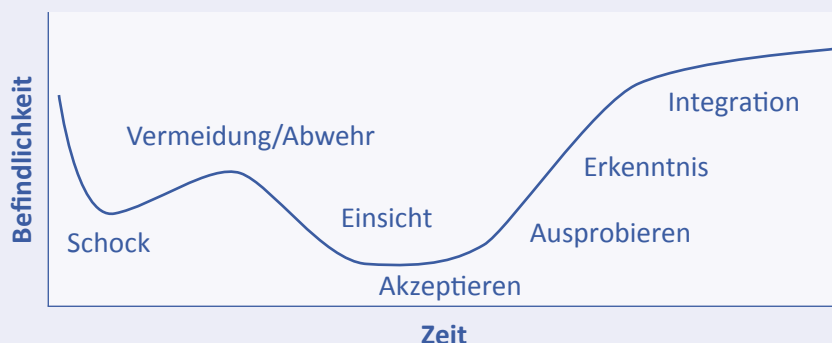 Befindlichkeit
Schock
Vermeidung/Abwehr
Einsicht
Akzeptieren
Ausprobieren
Erkenntnis
Integration
Zeit